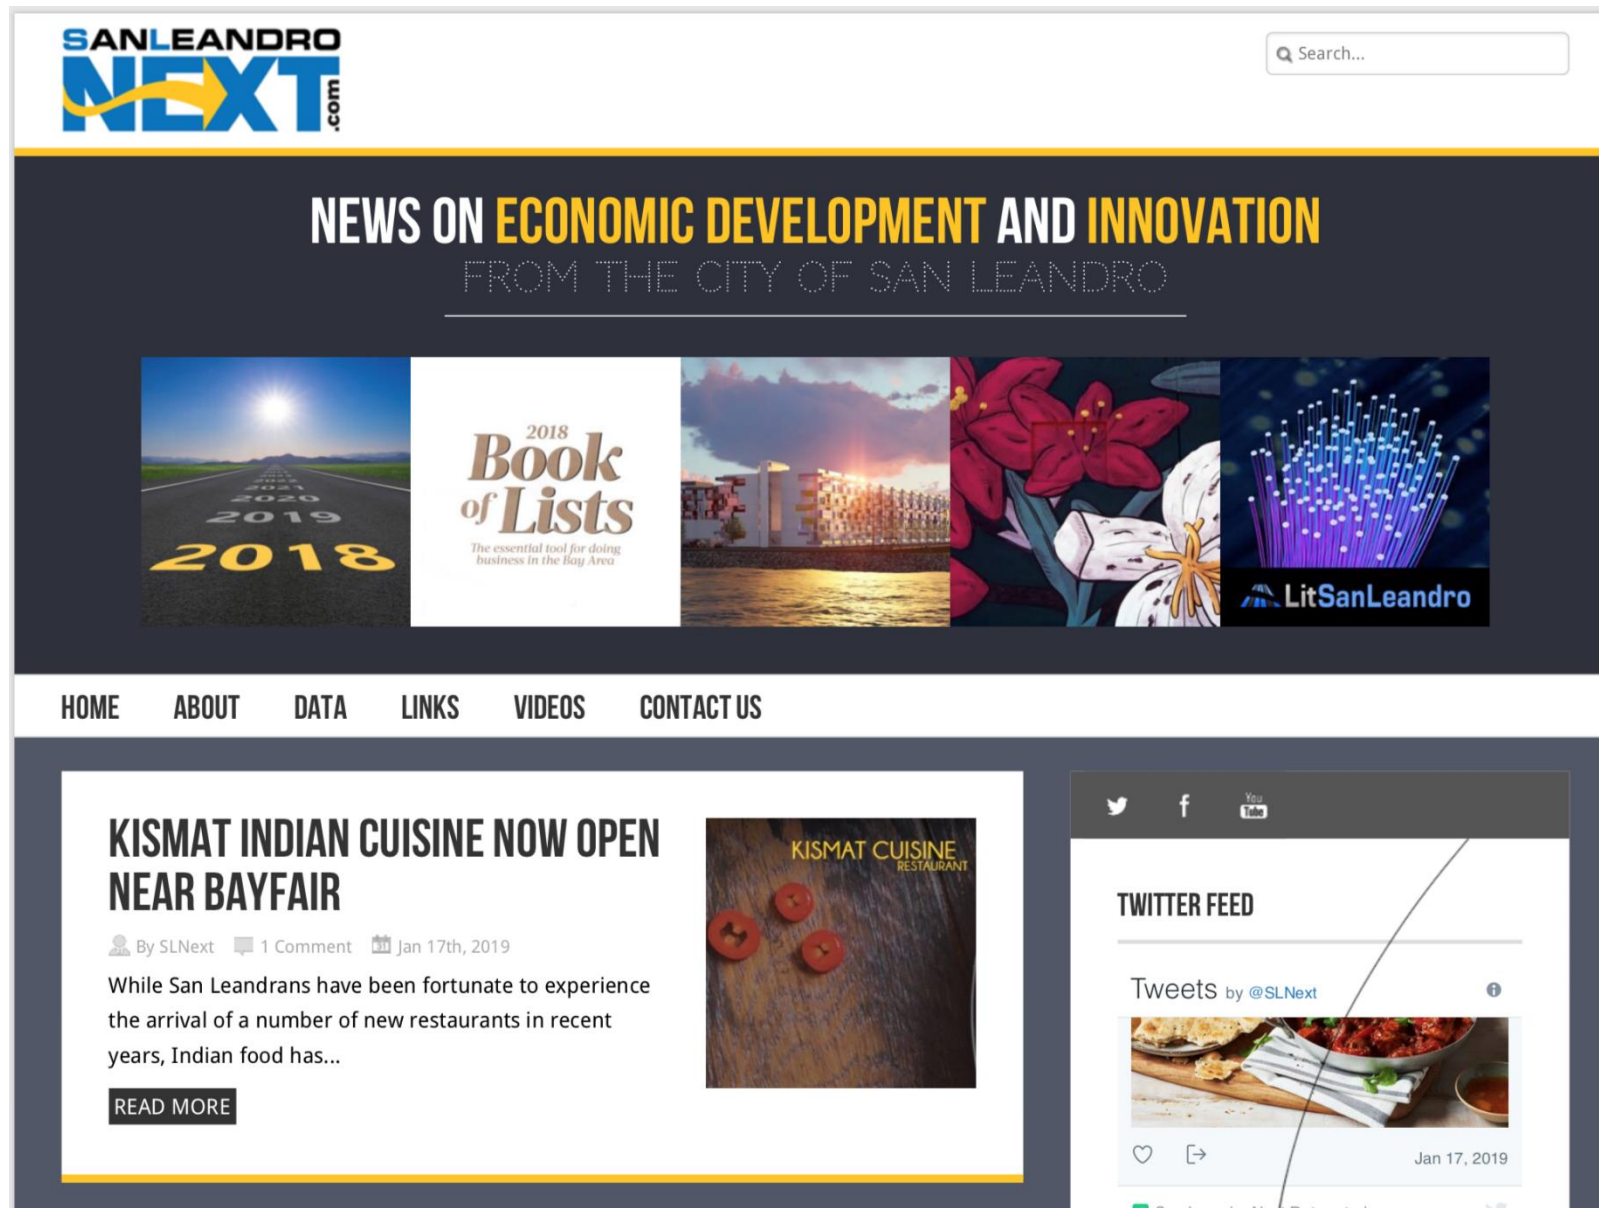 SANLEANDRO
NEXT.com
Search...
NEWS ON ECONOMIC DEVELOPMENT AND INNOVATION
FROM THE CITY OF SAN LEANDRO
2022
2021
2020
2019
2018
2018
Book
of Lists
The essential tool for doing
business in the Bay Area
LitSanLeandro
HOME ABOUT DATA LINKS VIDEOS CONTACT US
KISMAT INDIAN CUISINE NOW OPEN
NEAR BAYFAIR
By SLNext 1 Comment 31 Jan 17th, 2019
While San Leandrans have been fortunate to experience
the arrival of a number of new restaurants in recent
years, Indian food has...
READ MORE
KISMAT CUISINE
RESTAURANT
You
Tube
TWITTER FEED
Tweets by @SLNext
Jan 17, 2019